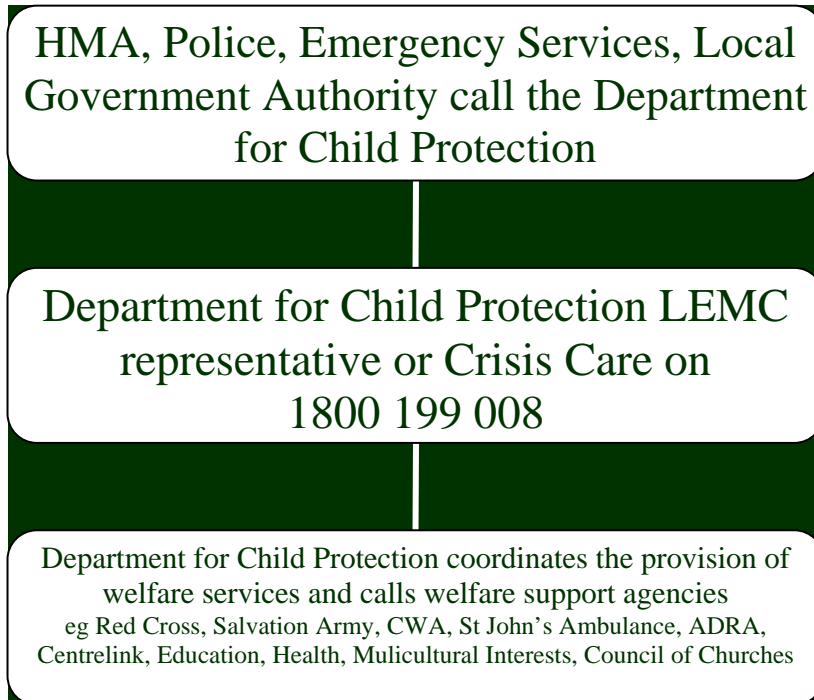 HMA, Police, Emergency Services, Local
Government Authority call the Department
for Child Protection
Department for Child Protection LEMC
representative or Crisis Care on
1800 199 008
Department for Child Protection coordinates the provision of
welfare services and calls welfare support agencies
eg Red Cross, Salvation Army, CWA, St John’s Ambulance, ADRA,
Centrelink, Education, Health, Mulicultural Interests, Council of Churches